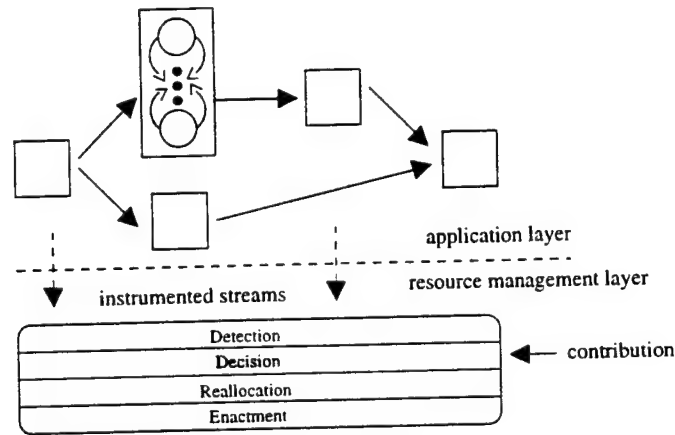 application layer
resource management layer
instrumented streams
Detection
Decision
Reallocation
Enactment
contribution